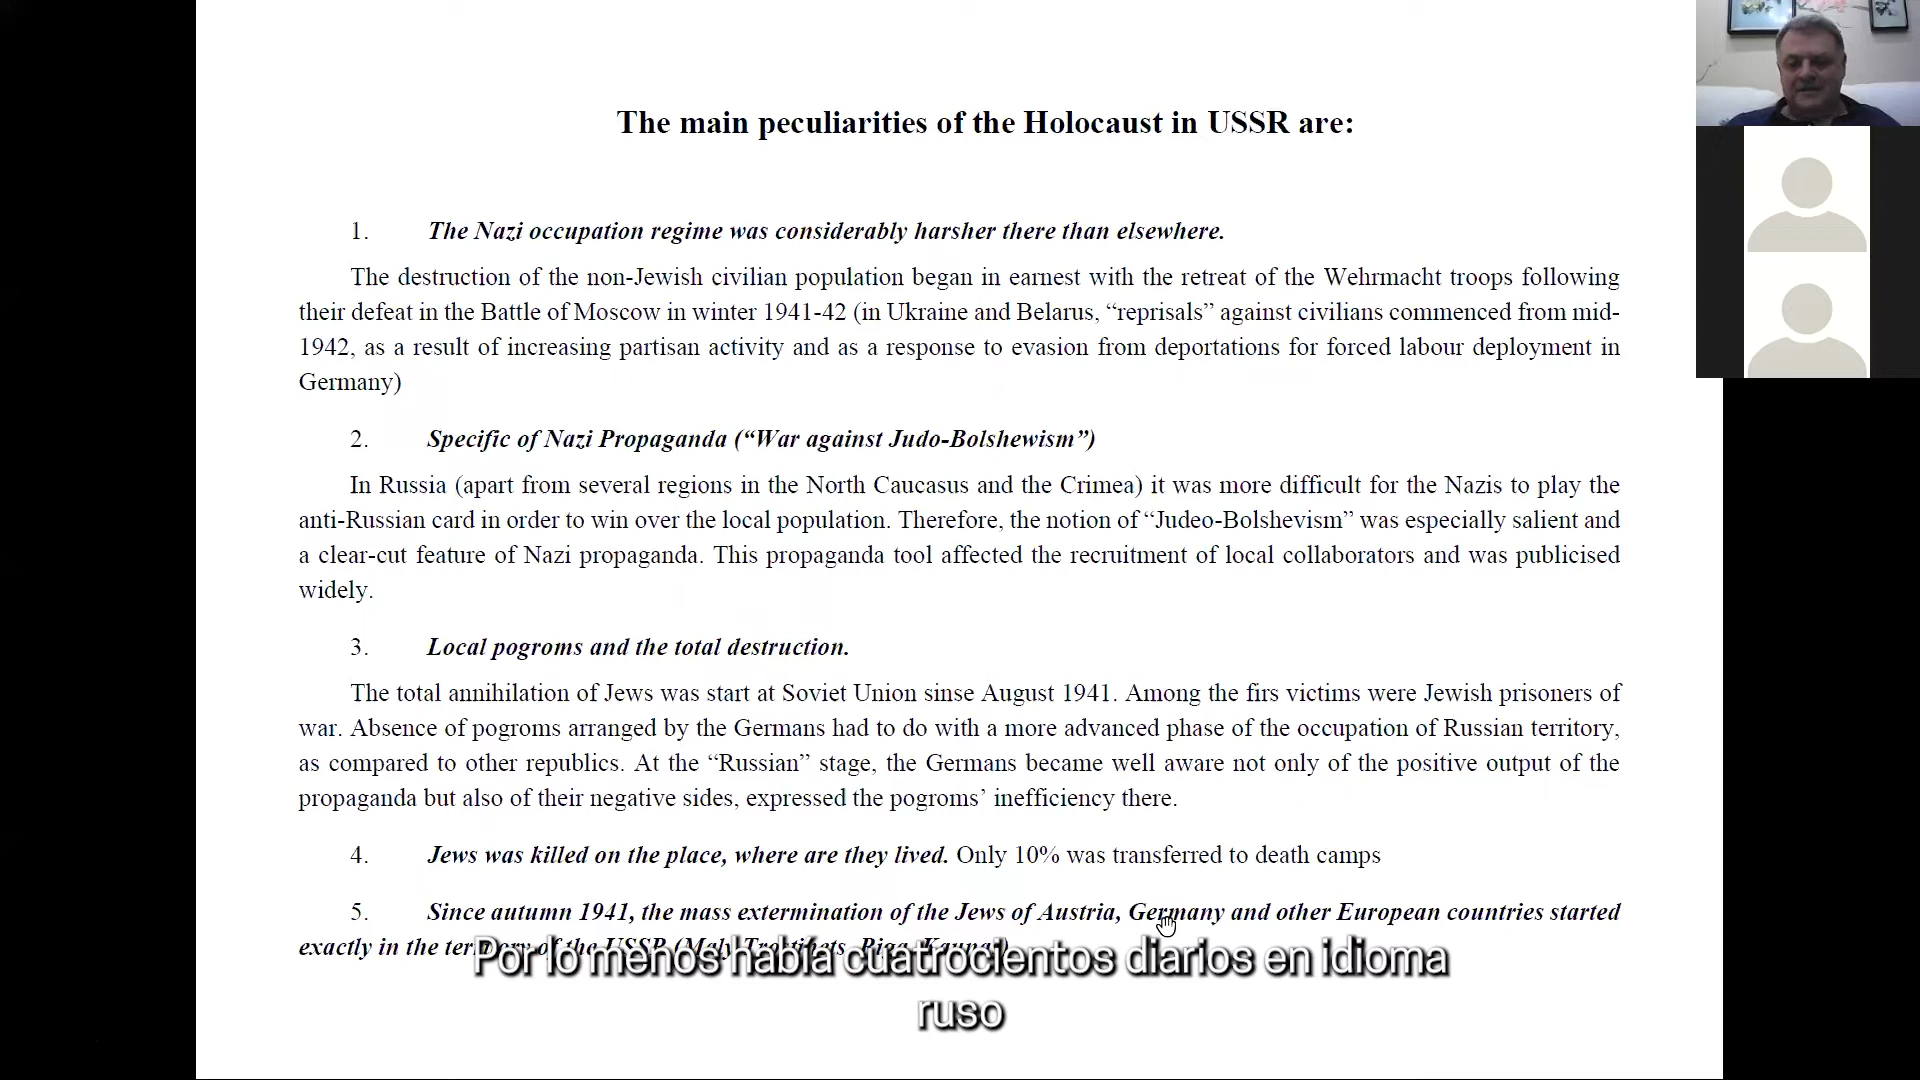 The main peculiarities of the Holocaust in USSR are:
1. The Nazi occupation regime was considerably harsher there than elsewhere.
The destruction of the non-Jewish civilian population began in earnest with the retreat of the Wehrmacht troops following
their defeat in the Battle of Moscow in winter 1941-42 (in Ukraine and Belarus, “reprisals” against civilians commenced from mid-
1942, as a result of increasing partisan activity and as a response to evasion from deportations for forced labour deployment in
Germany)
2. Specific of Nazi Propaganda (“War against Judo-Bolshewism”)
In Russia (apart from several regions in the North Caucasus and the Crimea) it was more difficult for the Nazis to play the
anti-Russian card in order to win over the local population. Therefore, the notion of “Judeo-Bolshevism” was especially salient and
a clear-cut feature of Nazi propaganda. This propaganda tool affected the recruitment of local collaborators and was publicised
widely.
3. Local pogroms and the total destruction.
The total annihilation of Jews was start at Soviet Union sinse August 1941. Among the firs victims were Jewish prisoners of
war. Absence of pogroms arranged by the Germans had to do with a more advanced phase of the occupation of Russian territory,
as compared to other republics. At the “Russian” stage, the Germans became well aware not only of the positive output of the
propaganda but also of their negative sides, expressed the pogroms’ inefficiency there.
4. Jews was killed on the place, where are they lived. Only 10% was transferred to death camps
5. Since autumn 1941, the mass extermination of the Jews of Austria, Germany and other European countries started
exactly in the territory of the USSR (Maly Trostinets, Riga, Kaunas)
Por lo menos había cuatrocientos diarios en idioma
ruso